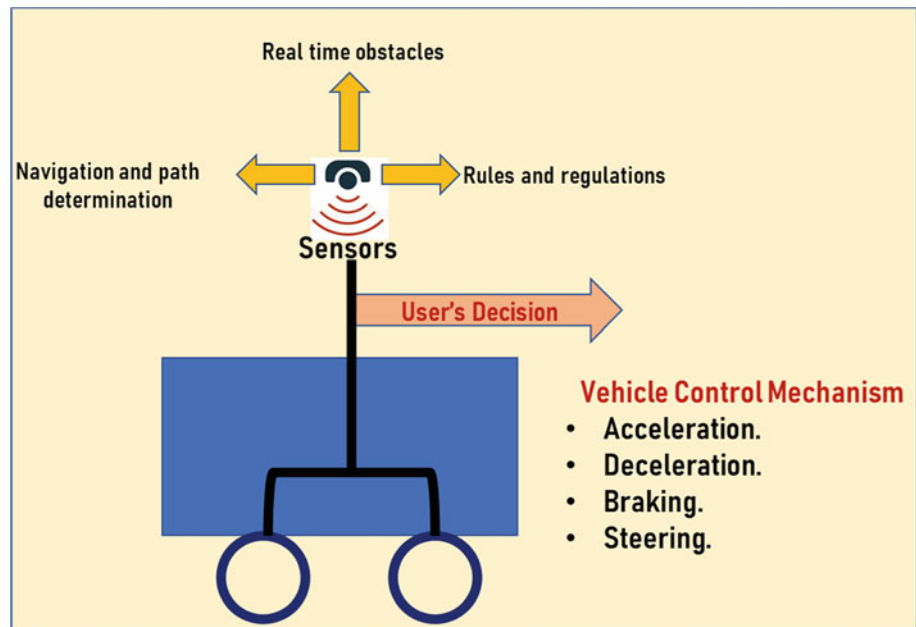 Real time obstacles
Navigation and path
determination
Rules and regulations
Sensors
User's Decision
Vehicle Control Mechanism
• Acceleration.
• Deceleration.
• Braking.
• Steering.